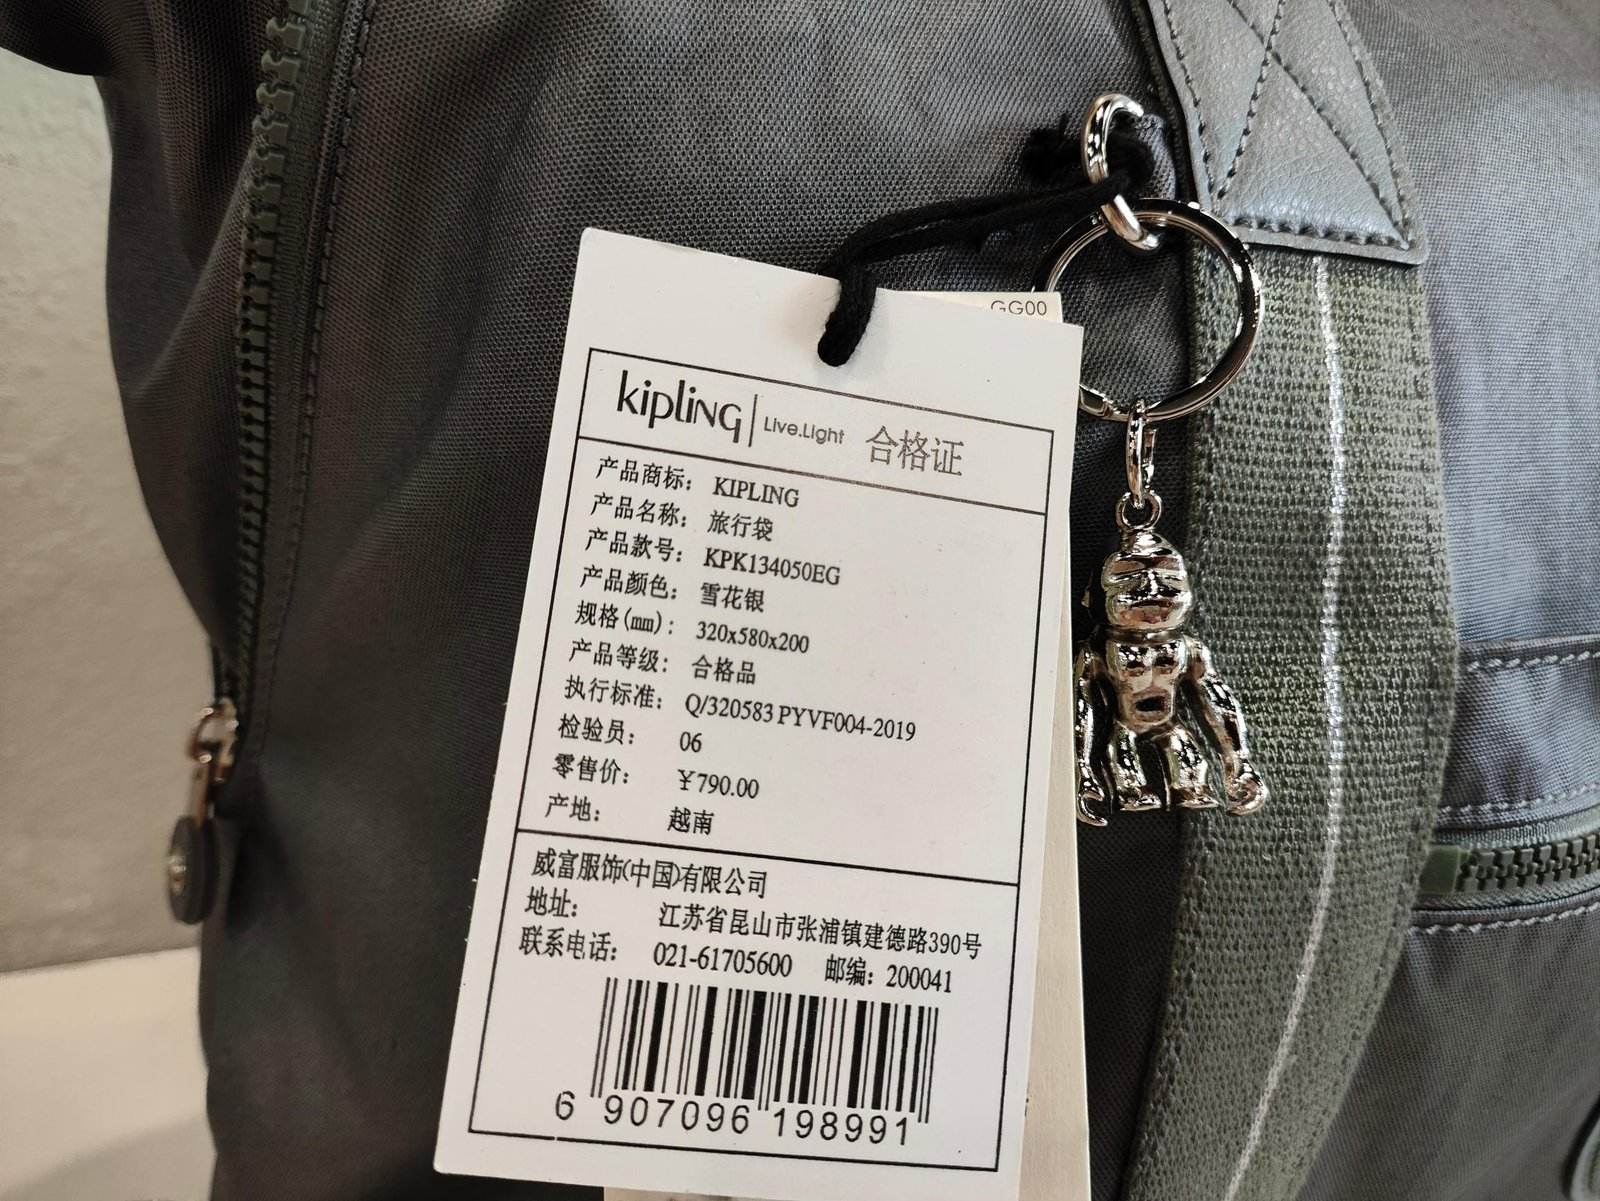 GG00
kipling Live.Light 合格证
产品商标: KIPLING
产品名称: 旅行袋
产品款号: KPK134050EG
产品颜色: 雪花银
规格(mm): 320x580x200
产品等级: 合格品
执行标准: Q/320583 PYVF004-2019
检验员: 06
零售价: ¥790.00
产地: 越南
威富服饰(中国)有限公司
地址: 江苏省昆山市张浦镇建德路390号
联系电话: 021-61705600 邮编: 200041
6 907096 198991